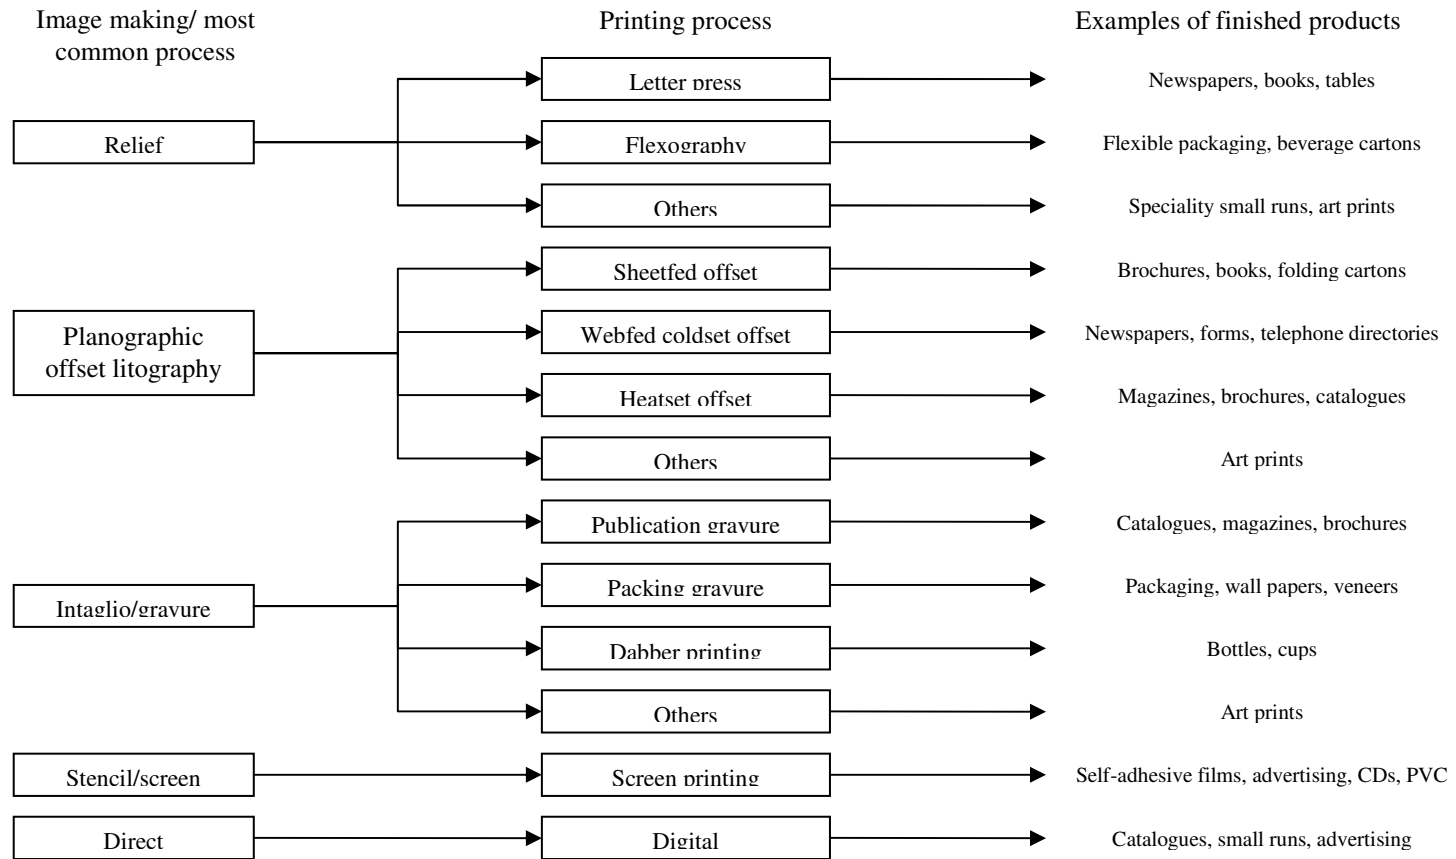 Image making/ most
common process
Printing process
Examples of finished products
Letter press
Newspapers, books, tables
Relief
Flexography
Flexible packaging, beverage cartons
Others
Speciality small runs, art prints
Sheetfed offset
Brochures, books, folding cartons
Planographic
offset litography
Webfed coldset offset
Newspapers, forms, telephone directories
Heatset offset
Magazines, brochures, catalogues
Others
Art prints
Publication gravure
Catalogues, magazines, brochures
Intaglio/gravure
Packing gravure
Packaging, wall papers, veneers
Dabber printing
Bottles, cups
Others
Art prints
Stencil/screen
Screen printing
Self-adhesive films, advertising, CDs, PVC
Direct
Digital
Catalogues, small runs, advertising